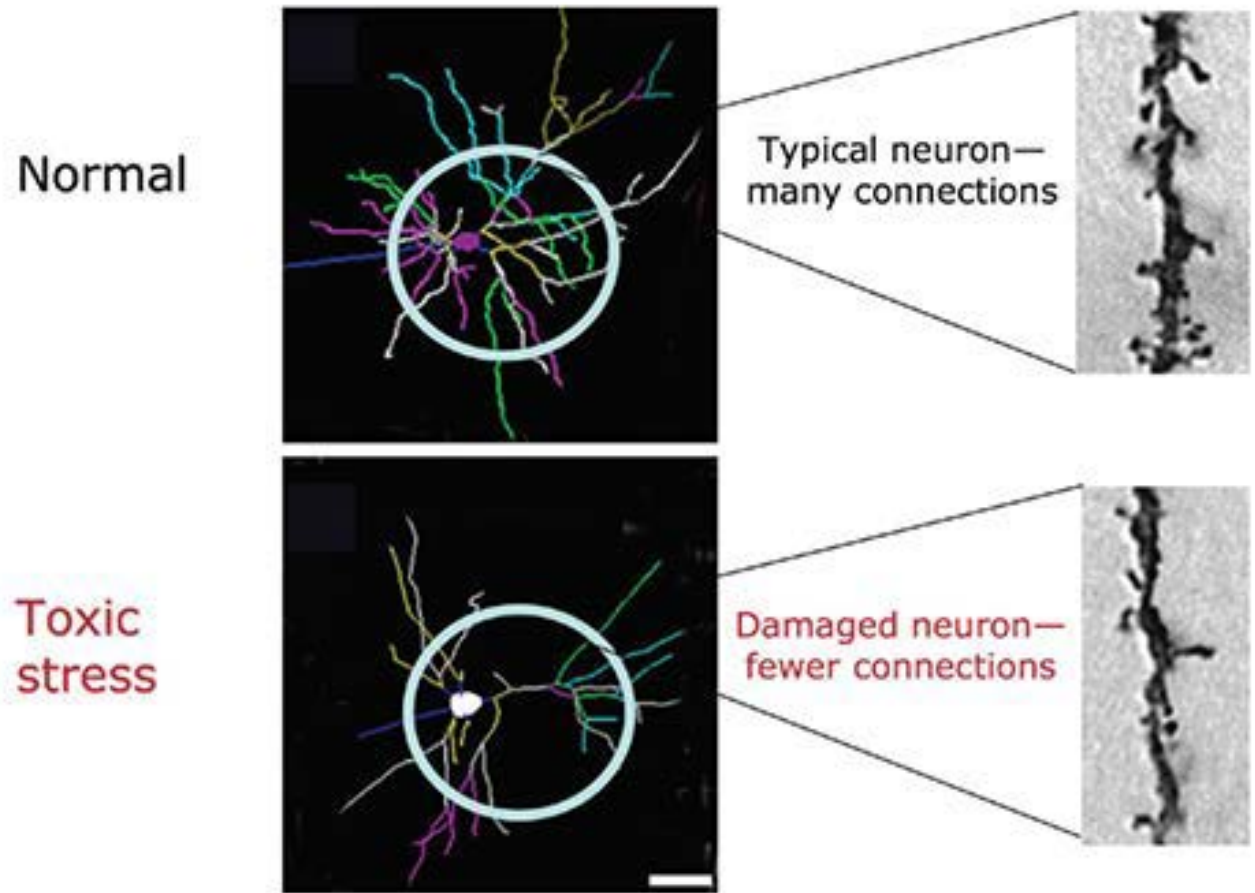 Normal
Typical neuron—
many connections
Toxic
stress
Damaged neuron—
fewer connections